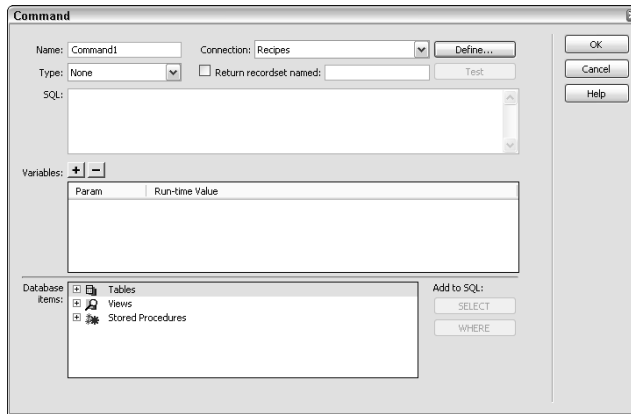 Command
Name: Command1 Connection: Recipes Define...
Type: None Return recordset named: Test
SQL:
Variables: + −
Param Run-time Value
Database items:
Tables
Views
Stored Procedures
Add to SQL:
SELECT
WHERE
OK
Cancel
Help